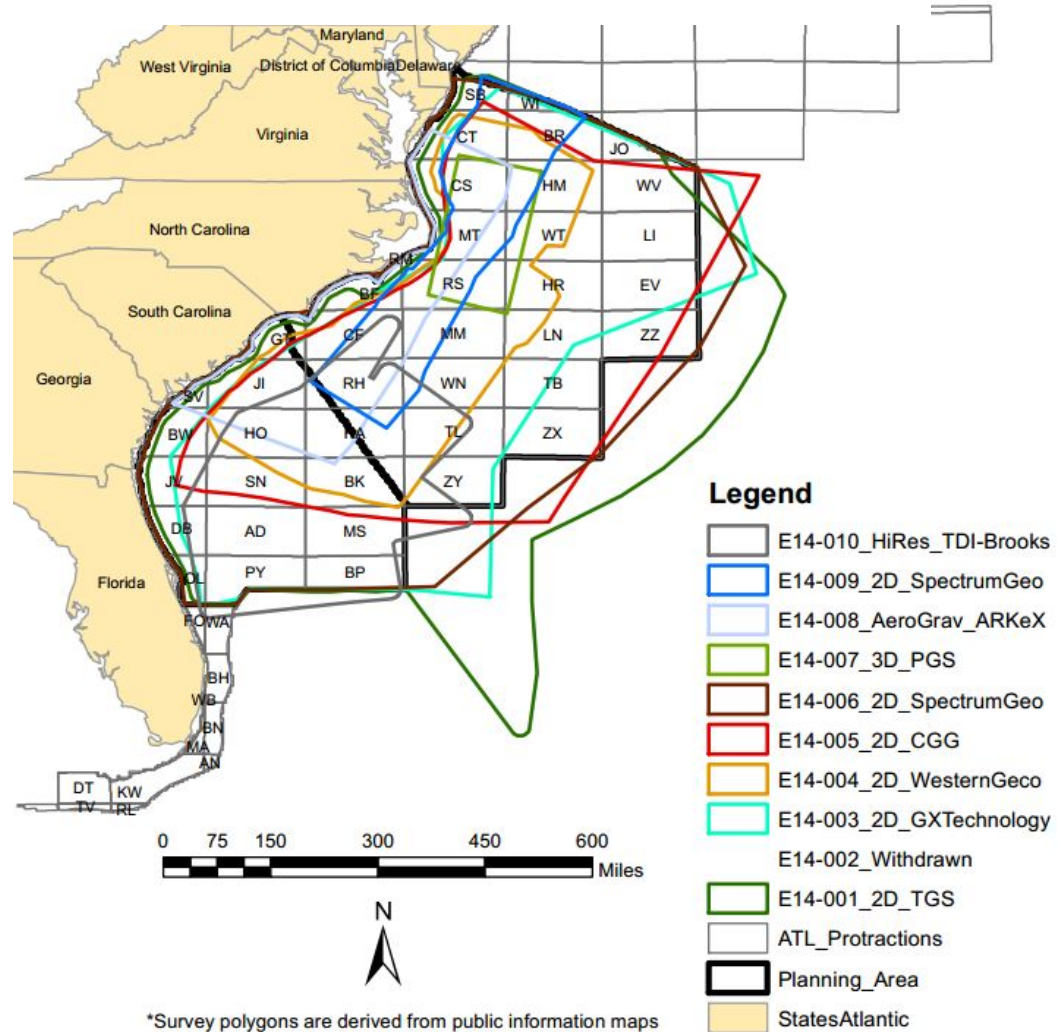 Maryland
West Virginia
District of Columbia
Delaware
SB
WI
Virginia
CT
BR
JO
CS
HM
WV
North Carolina
MT
WT
LI
RM
RS
HR
EV
BF
South Carolina
GT
CF
MM
LN
ZZ
Georgia
JI
RH
WN
TB
SV
BW
HO
HA
TL
ZX
JV
SN
BK
ZY
DB
AD
MS
Florida
OL
PY
BP
FO
WA
BH
WB
BN
MA
AN
DT
KW
TV
RL
Legend
E14-010_HiRes_TDI-Brooks
E14-009_2D_SpectrumGeo
E14-008_AeroGrav_ARKeX
E14-007_3D_PGS
E14-006_2D_SpectrumGeo
E14-005_2D_CGG
E14-004_2D_WesternGeco
E14-003_2D_GXTechnology
E14-002_Withdrawn
E14-001_2D_TGS
ATL_Protractions
Planning_Area
StatesAtlantic
0 75 150 300 450 600
Miles
N
*Survey polygons are derived from public information maps